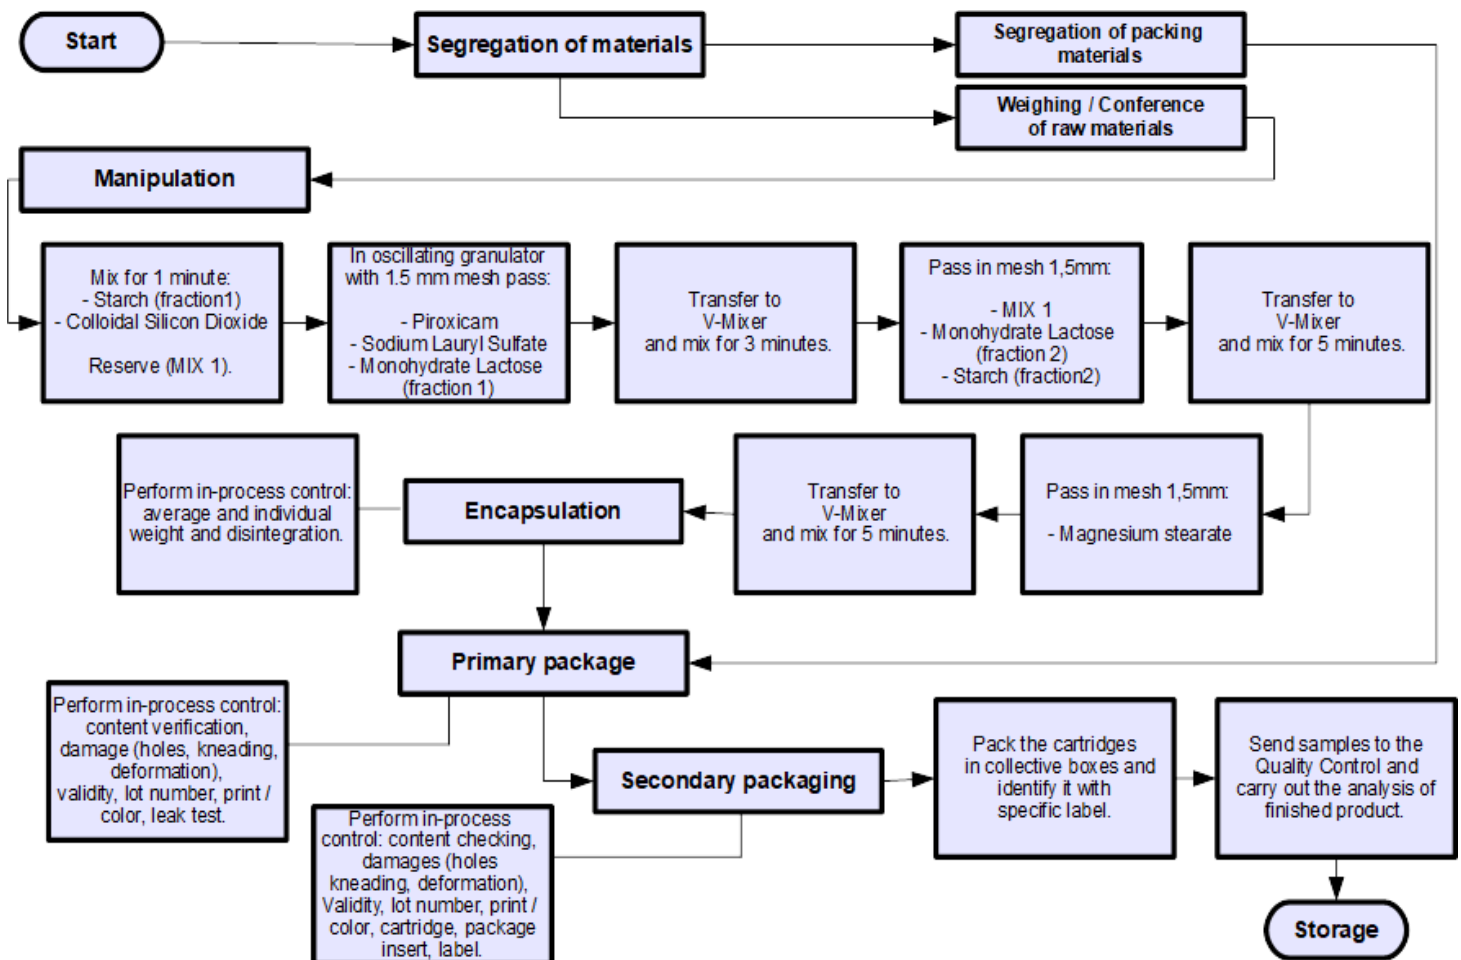 Start
Segregation of materials
Segregation of packing
materials
Weighing / Conference
of raw materials
Manipulation
Mix for 1 minute:
- Starch (fraction1)
- Colloidal Silicon Dioxide
Reserve (MIX 1).
In oscillating granulator
with 1.5 mm mesh pass:
- Piroxicam
- Sodium Lauryl Sulfate
- Monohydrate Lactose
(fraction 1)
Transfer to
V-Mixer
and mix for 3 minutes.
Pass in mesh 1,5mm:
- MIX 1
- Monohydrate Lactose
(fraction 2)
- Starch (fraction2)
Transfer to
V-Mixer
and mix for 5 minutes.
Pass in mesh 1,5mm:
- Magnesium stearate
Transfer to
V-Mixer
and mix for 5 minutes.
Encapsulation
Perform in-process control:
average and individual
weight and disintegration.
Primary package
Perform in-process control:
content verification,
damage (holes, kneading,
deformation),
validity, lot number, print /
color, leak test.
Secondary packaging
Perform in-process
control: content checking,
damages (holes
kneading, deformation),
Validity, lot number, print /
color, cartridge, package
insert, label.
Pack the cartridges
in collective boxes and
identify it with
specific label.
Send samples to the
Quality Control and
carry out the analysis of
finished product.
Storage